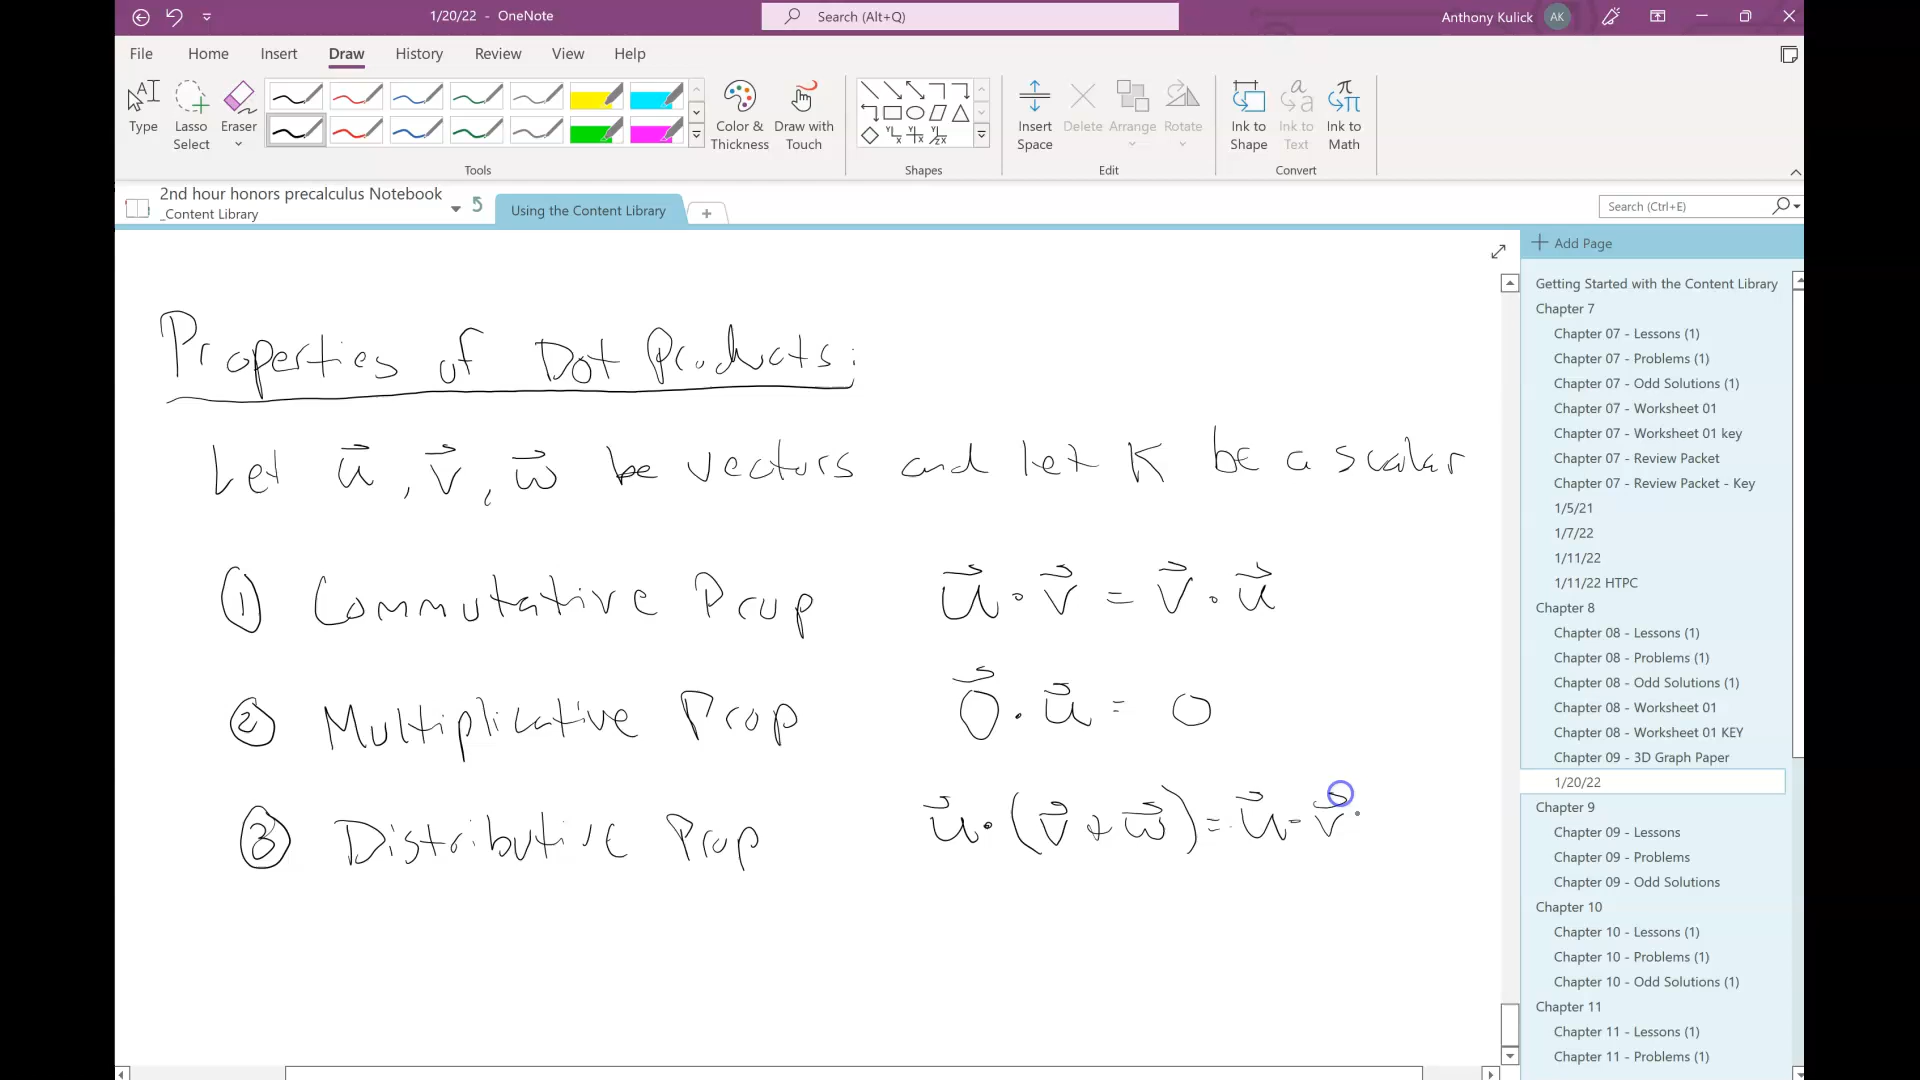 1/20/22 - OneNote
Search (Alt+Q)
Anthony Kulick AK
File Home Insert Draw History Review View Help
Type
Lasso Select
Eraser
Color & Thickness
Draw with Touch
Insert Space
Delete
Arrange
Rotate
Ink to Shape
Ink to Text
Ink to Math
Tools Shapes Edit Convert
2nd hour honors precalculus Notebook
_Content Library
Using the Content Library
Search (Ctrl+E)
Properties of Dot Products:
Let u⃗, v⃗, w⃗ be vectors and let K be a scalar
① Commutative Prop u⃗ · v⃗ = v⃗ · u⃗
② Multiplicative Prop 0⃗ · u⃗ = 0
③ Distributive Prop u⃗ · (v⃗ + w⃗) = u⃗ · v⃗
Add Page
Getting Started with the Content Library
Chapter 7
Chapter 07 - Lessons (1)
Chapter 07 - Problems (1)
Chapter 07 - Odd Solutions (1)
Chapter 07 - Worksheet 01
Chapter 07 - Worksheet 01 key
Chapter 07 - Review Packet
Chapter 07 - Review Packet - Key
1/5/21
1/7/22
1/11/22
1/11/22 HTPC
Chapter 8
Chapter 08 - Lessons (1)
Chapter 08 - Problems (1)
Chapter 08 - Odd Solutions (1)
Chapter 08 - Worksheet 01
Chapter 08 - Worksheet 01 KEY
Chapter 09 - 3D Graph Paper
1/20/22
Chapter 9
Chapter 09 - Lessons
Chapter 09 - Problems
Chapter 09 - Odd Solutions
Chapter 10
Chapter 10 - Lessons (1)
Chapter 10 - Problems (1)
Chapter 10 - Odd Solutions (1)
Chapter 11
Chapter 11 - Lessons (1)
Chapter 11 - Problems (1)